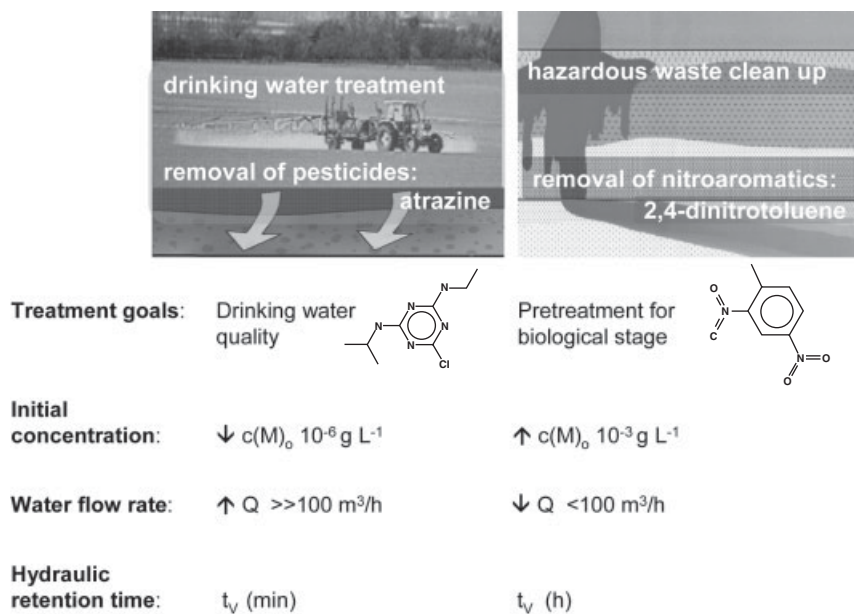 drinking water treatment
removal of pesticides:
atrazine
hazardous waste clean up
removal of nitroaromatics:
2,4-dinitrotoluene
Treatment goals: Drinking water quality
Pretreatment for biological stage
N
N
N
N
N
Cl
O
N
C
N
O
O
Initial concentration: ↓ c(M)ₒ 10⁻⁶ g L⁻¹ ↑ c(M)ₒ 10⁻³ g L⁻¹
Water flow rate: ↑ Q >>100 m³/h ↓ Q <100 m³/h
Hydraulic retention time: tᵥ (min) tᵥ (h)